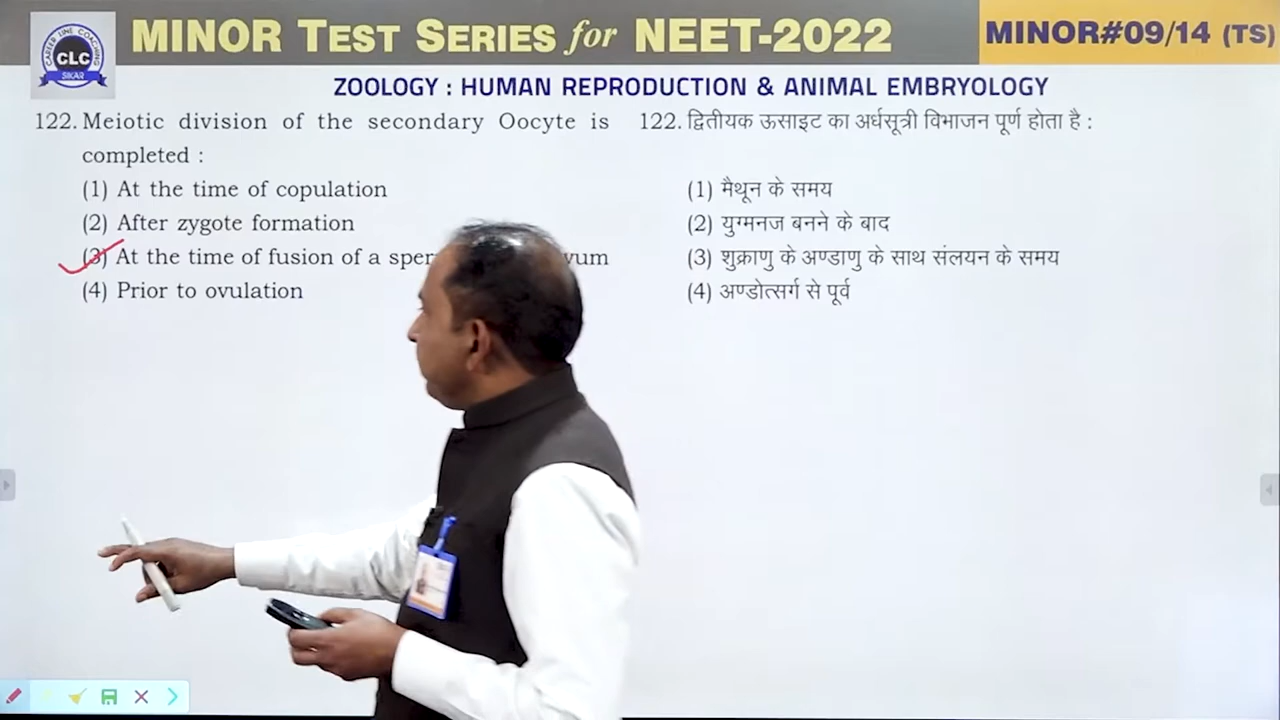 CAREER LINE COACHING
CLC
SIKAR
MINOR TEST SERIES for NEET-2022
MINOR#09/14 (TS)
ZOOLOGY : HUMAN REPRODUCTION & ANIMAL EMBRYOLOGY
122. Meiotic division of the secondary Oocyte is
completed :
(1) At the time of copulation
(2) After zygote formation
(3) At the time of fusion of a
(4) Prior to ovulation
122. द्वितीयक ऊसाइट का अर्धसूत्री विभाजन पूर्ण होता है :
(1) मैथून के समय
(2) युग्मनज बनने के बाद
(3) शुक्राणु के अण्डाणु के साथ संलयन के समय
(4) अण्डोत्सर्ग से पूर्व